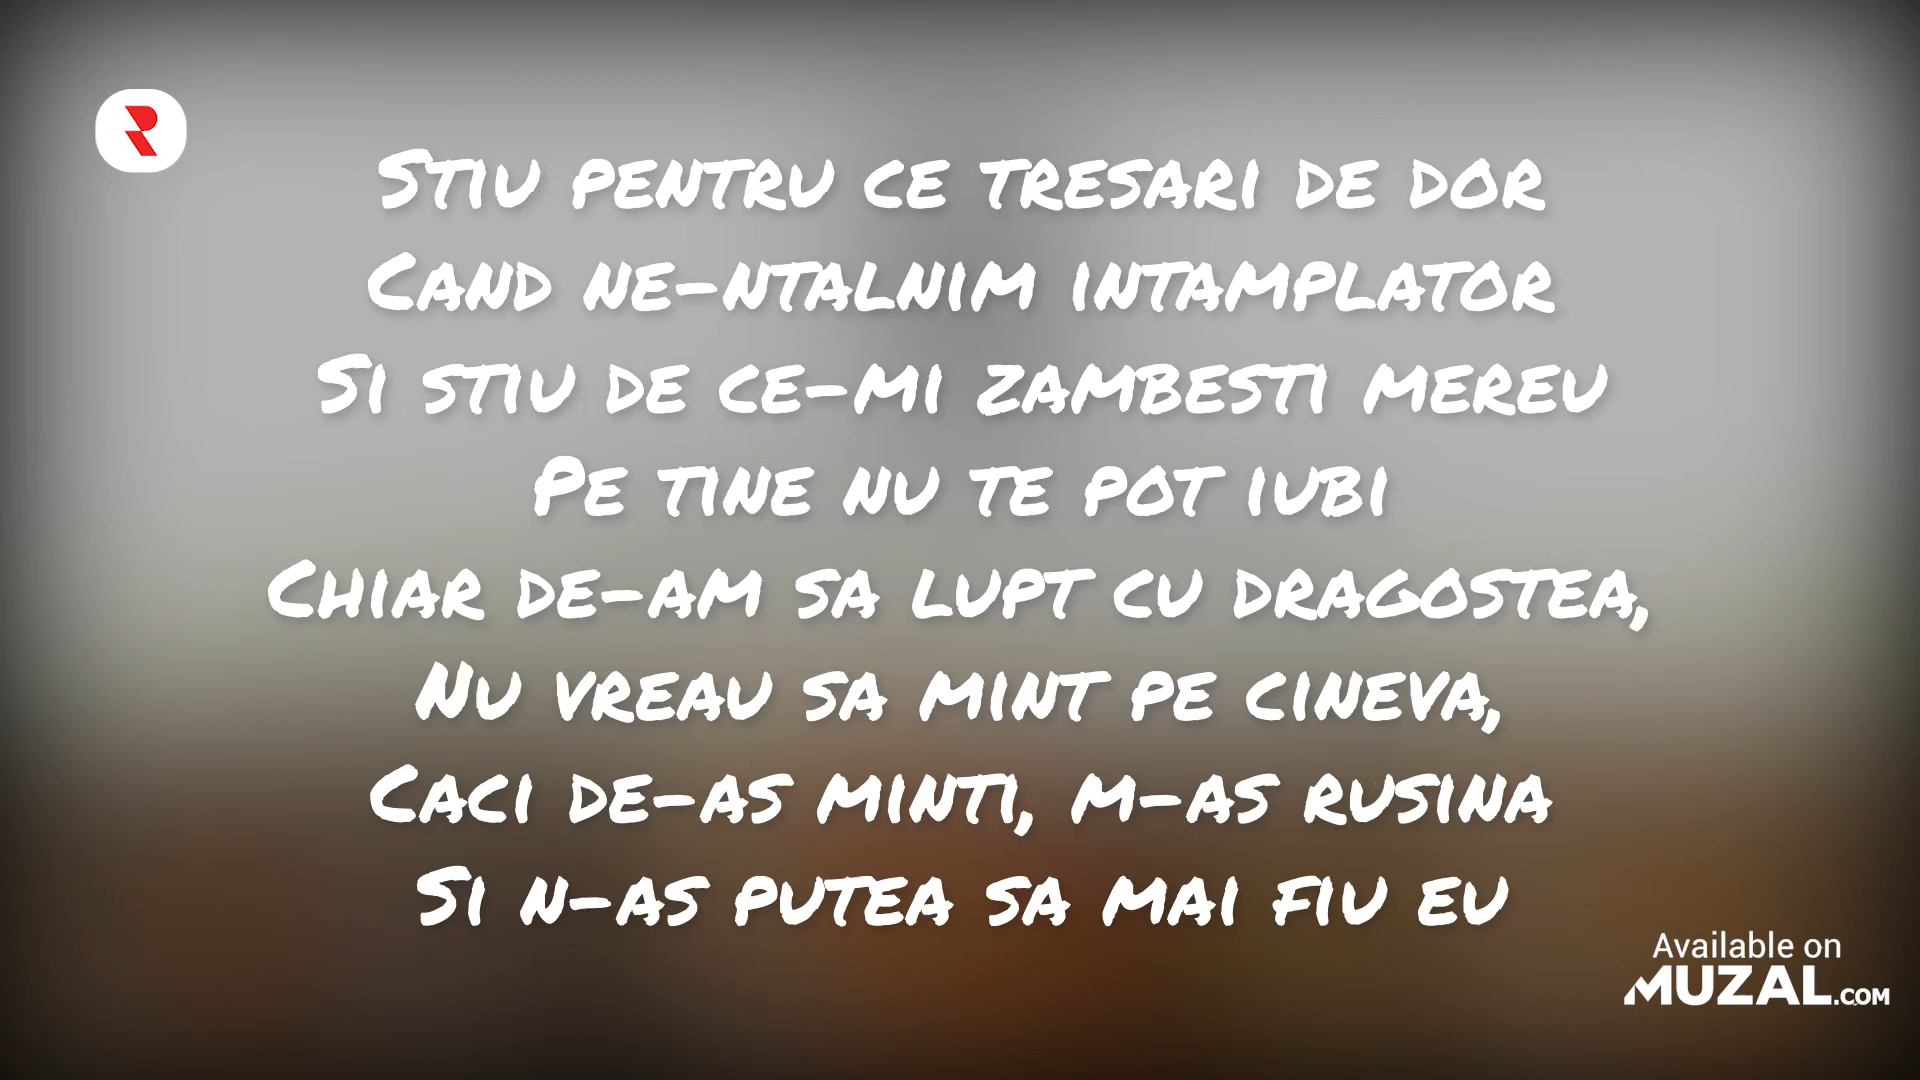 Stiu pentru ce tresari de dor
Cand ne-ntalnim intamplator
Si stiu de ce-mi zambesti mereu
Pe tine nu te pot iubi
Chiar de-am sa lupt cu dragostea,
Nu vreau sa mint pe cineva,
Caci de-as minti, m-as rusina
Si n-as putea sa mai fiu eu
Available on
MUZAL.COM